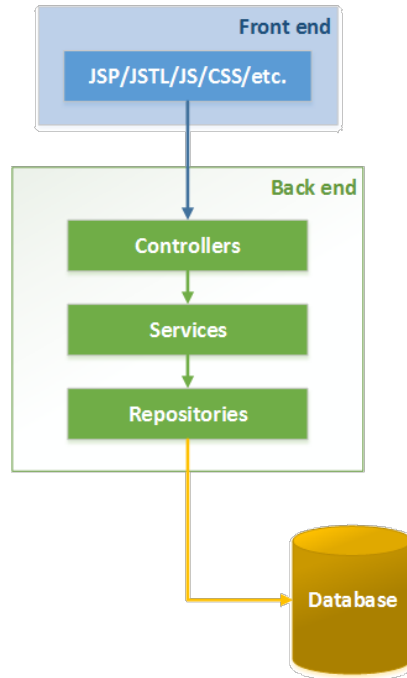 Front end
JSP/JSTL/JS/CSS/etc.
Back end
Controllers
Services
Repositories
Database